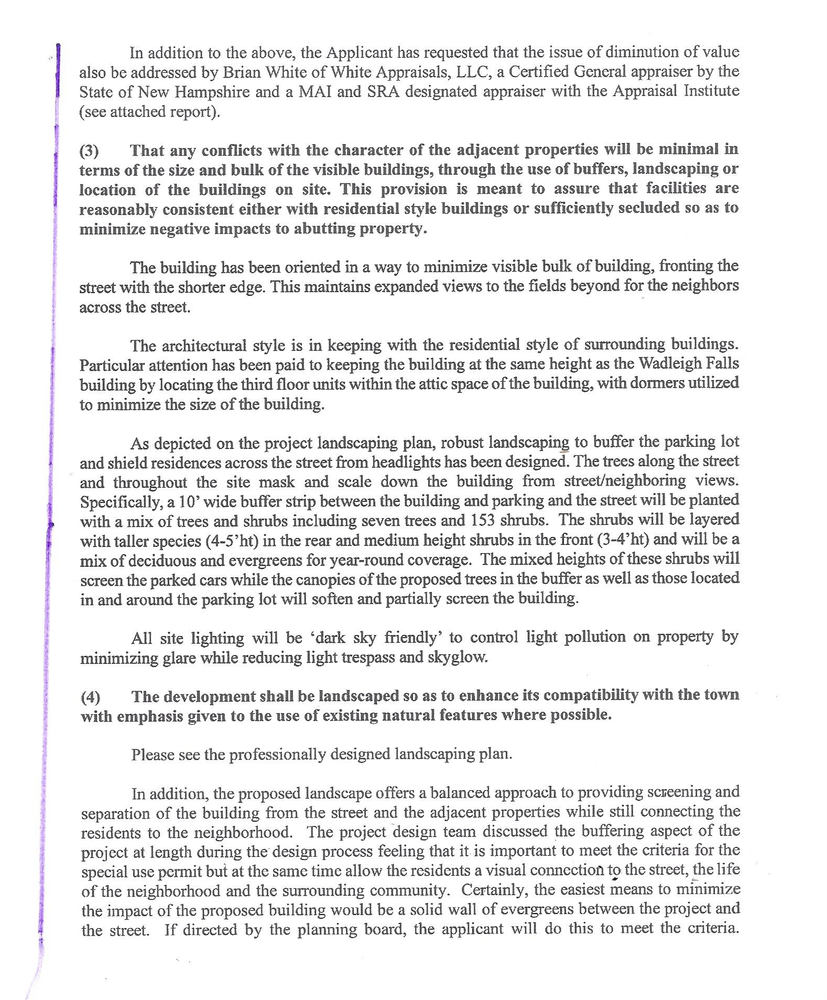 In addition to the above, the Applicant has requested that the issue of diminution of value
also be addressed by Brian White of White Appraisals, LLC, a Certified General appraiser by the
State of New Hampshire and a MAI and SRA designated appraiser with the Appraisal Institute
(see attached report).
(3) That any conflicts with the character of the adjacent properties will be minimal in
terms of the size and bulk of the visible buildings, through the use of buffers, landscaping or
location of the buildings on site. This provision is meant to assure that facilities are
reasonably consistent either with residential style buildings or sufficiently secluded so as to
minimize negative impacts to abutting property.
The building has been oriented in a way to minimize visible bulk of building, fronting the
street with the shorter edge. This maintains expanded views to the fields beyond for the neighbors
across the street.
The architectural style is in keeping with the residential style of surrounding buildings.
Particular attention has been paid to keeping the building at the same height as the Wadleigh Falls
building by locating the third floor units within the attic space of the building, with dormers utilized
to minimize the size of the building.
As depicted on the project landscaping plan, robust landscaping to buffer the parking lot
and shield residences across the street from headlights has been designed. The trees along the street
and throughout the site mask and scale down the building from street/neighboring views.
Specifically, a 10’ wide buffer strip between the building and parking and the street will be planted
with a mix of trees and shrubs including seven trees and 153 shrubs. The shrubs will be layered
with taller species (4-5’ht) in the rear and medium height shrubs in the front (3-4’ht) and will be a
mix of deciduous and evergreens for year-round coverage. The mixed heights of these shrubs will
screen the parked cars while the canopies of the proposed trees in the buffer as well as those located
in and around the parking lot will soften and partially screen the building.
All site lighting will be ‘dark sky friendly’ to control light pollution on property by
minimizing glare while reducing light trespass and skyglow.
(4) The development shall be landscaped so as to enhance its compatibility with the town
with emphasis given to the use of existing natural features where possible.
Please see the professionally designed landscaping plan.
In addition, the proposed landscape offers a balanced approach to providing screening and
separation of the building from the street and the adjacent properties while still connecting the
residents to the neighborhood. The project design team discussed the buffering aspect of the
project at length during the design process feeling that it is important to meet the criteria for the
special use permit but at the same time allow the residents a visual connection to the street, the life
of the neighborhood and the surrounding community. Certainly, the easiest means to minimize
the impact of the proposed building would be a solid wall of evergreens between the project and
the street. If directed by the planning board, the applicant will do this to meet the criteria.